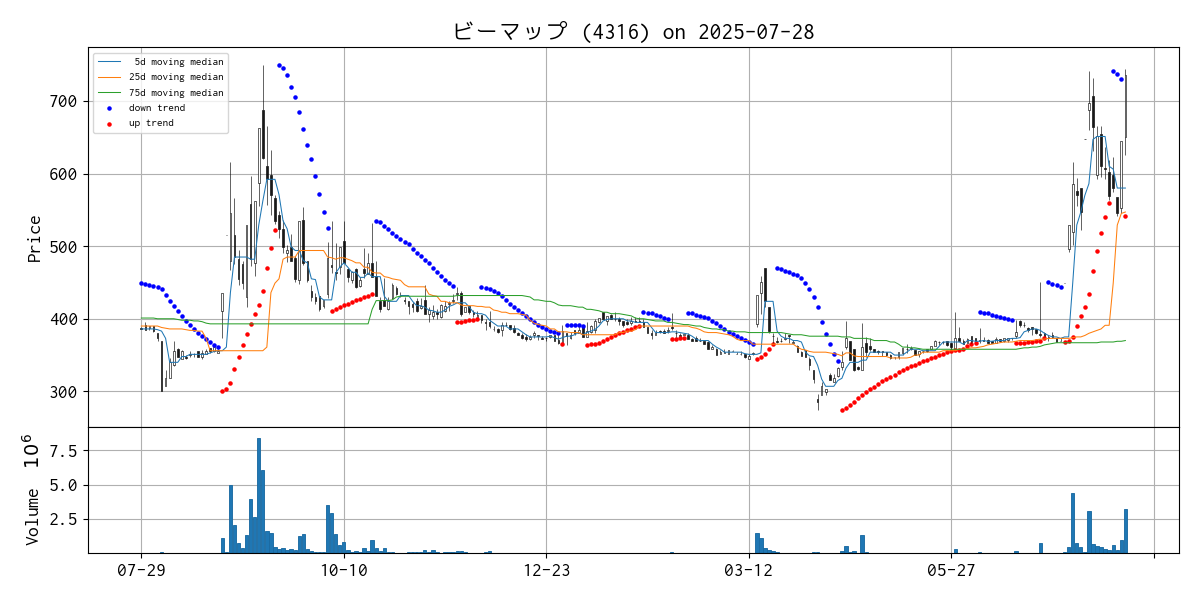 ビーマップ (4316) on 2025-07-28
5d moving median
25d moving median
75d moving median
down trend
up trend
Price
700
600
500
400
300
Volume 10^6
7.5
5.0
2.5
07-29
10-10
12-23
03-12
05-27